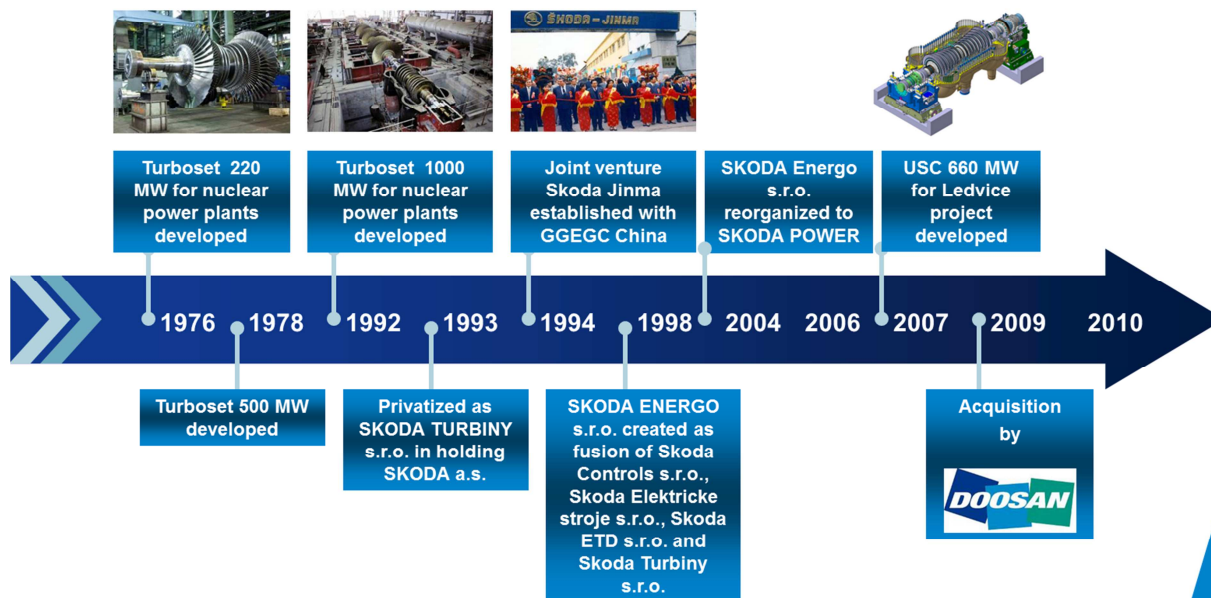 ŠKODA-JINMA
Turboset 220
MW for nuclear
power plants
developed
Turboset 1000
MW for nuclear
power plants
developed
Joint venture
Skoda Jinma
established with
GGEGC China
SKODA Energo
s.r.o.
reorganized to
SKODA POWER
USC 660 MW
for Ledvice
project
developed
1976 1978 1992 1993 1994 1998 2004 2006 2007 2009 2010
Turboset 500 MW
developed
Privatized as
SKODA TURBINY
s.r.o. in holding
SKODA a.s.
SKODA ENERGO
s.r.o. created as
fusion of Skoda
Controls s.r.o.,
Skoda Elektricke
stroje s.r.o., Skoda
ETD s.r.o. and
Skoda Turbiny
s.r.o.
Acquisition
by
DOOSAN